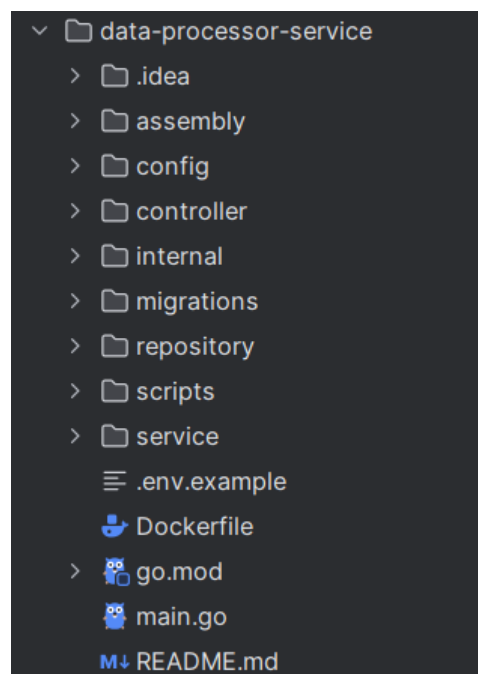 data-processor-service
.idea
assembly
config
controller
internal
migrations
repository
scripts
service
.env.example
Dockerfile
go.mod
main.go
M↓ README.md